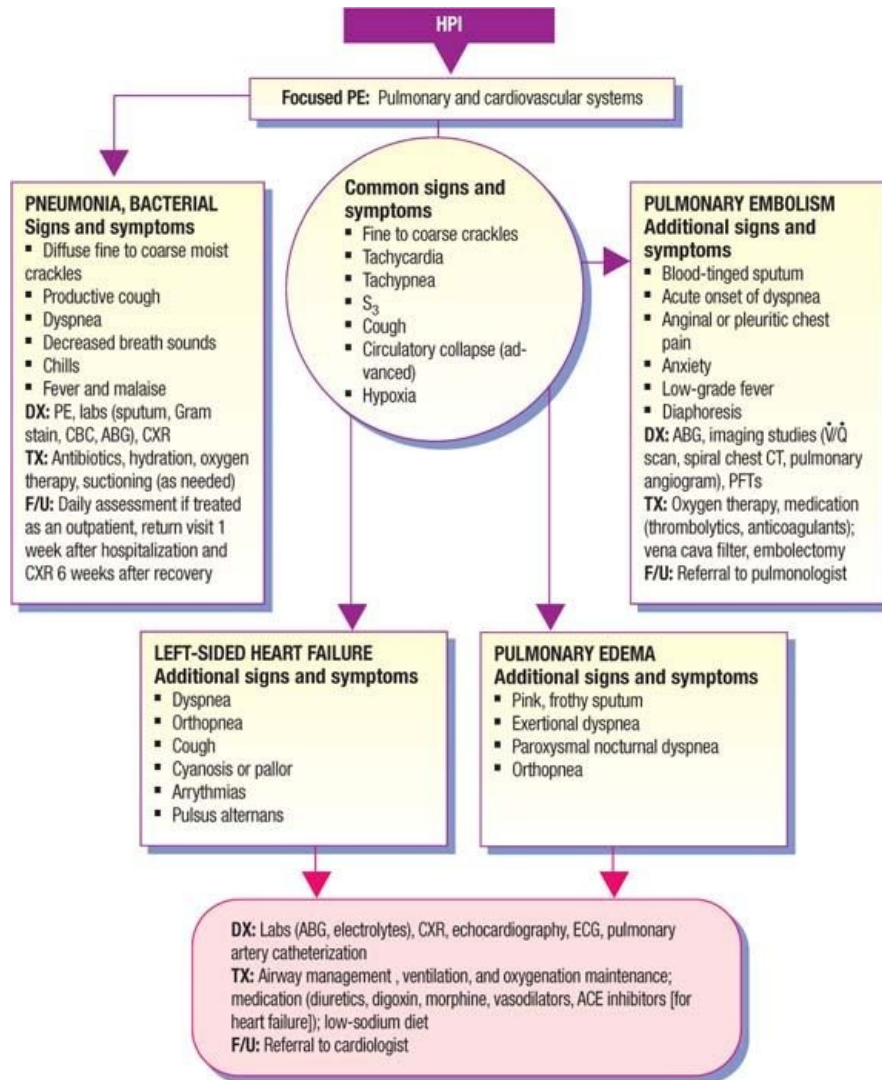 HPI
Focused PE: Pulmonary and cardiovascular systems
PNEUMONIA, BACTERIAL
Signs and symptoms
▪ Diffuse fine to coarse moist
crackles
▪ Productive cough
▪ Dyspnea
▪ Decreased breath sounds
▪ Chills
▪ Fever and malaise
DX: PE, labs (sputum, Gram
stain, CBC, ABG), CXR
TX: Antibiotics, hydration, oxygen
therapy, suctioning (as needed)
F/U: Daily assessment if treated
as an outpatient, return visit 1
week after hospitalization and
CXR 6 weeks after recovery
Common signs and
symptoms
▪ Fine to coarse crackles
▪ Tachycardia
▪ Tachypnea
▪ S₃
▪ Cough
▪ Circulatory collapse (ad-
vanced)
▪ Hypoxia
PULMONARY EMBOLISM
Additional signs and
symptoms
▪ Blood-tinged sputum
▪ Acute onset of dyspnea
▪ Anginal or pleuritic chest
pain
▪ Anxiety
▪ Low-grade fever
▪ Diaphoresis
DX: ABG, imaging studies (V̇/Q̇
scan, spiral chest CT, pulmonary
angiogram), PFTs
TX: Oxygen therapy, medication
(thrombolytics, anticoagulants);
vena cava filter, embolectomy
F/U: Referral to pulmonologist
LEFT-SIDED HEART FAILURE
Additional signs and symptoms
▪ Dyspnea
▪ Orthopnea
▪ Cough
▪ Cyanosis or pallor
▪ Arrythmias
▪ Pulsus alternans
PULMONARY EDEMA
Additional signs and symptoms
▪ Pink, frothy sputum
▪ Exertional dyspnea
▪ Paroxysmal nocturnal dyspnea
▪ Orthopnea
DX: Labs (ABG, electrolytes), CXR, echocardiography, ECG, pulmonary
artery catheterization
TX: Airway management , ventilation, and oxygenation maintenance;
medication (diuretics, digoxin, morphine, vasodilators, ACE inhibitors [for
heart failure]); low-sodium diet
F/U: Referral to cardiologist